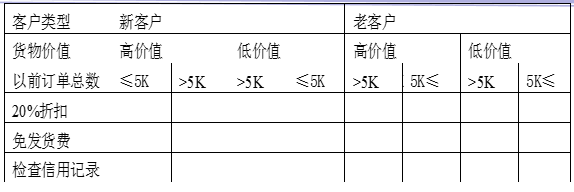 客户类型 新客户 老客户
货物价值 高价值 低价值 高价值 低价值
以前订单总数 ≤5K >5K >5K ≤5K >5K 5K≤ >5K 5K≤
20%折扣
免发货费
检查信用记录